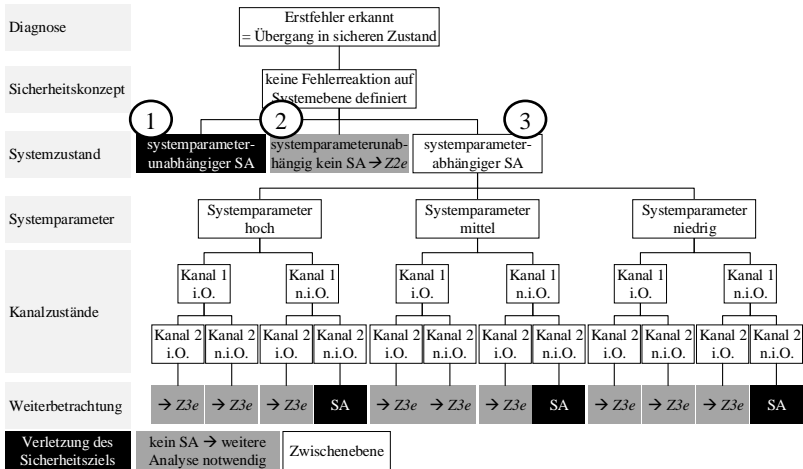 Diagnose
Erstfehler erkannt
= Übergang in sicheren Zustand
Sicherheitskonzept
keine Fehlerreaktion auf
Systemebene definiert
1
2
3
Systemzustand
systemparameter-
unabhängiger SA
systemparameterunab-
hängig kein SA → Z2e
systemparameter-
abhängiger SA
Systemparameter
Systemparameter
hoch
Systemparameter
mittel
Systemparameter
niedrig
Kanalzustände
Kanal 1
i.O.
Kanal 1
n.i.O.
Kanal 1
i.O.
Kanal 1
n.i.O.
Kanal 1
i.O.
Kanal 1
n.i.O.
Kanal 2
i.O.
Kanal 2
n.i.O.
Kanal 2
i.O.
Kanal 2
n.i.O.
Kanal 2
i.O.
Kanal 2
n.i.O.
Kanal 2
i.O.
Kanal 2
n.i.O.
Kanal 2
i.O.
Kanal 2
n.i.O.
Kanal 2
i.O.
Kanal 2
n.i.O.
Weiterbetrachtung
→ Z3e
→ Z3e
→ Z3e
SA
→ Z3e
→ Z3e
→ Z3e
SA
→ Z3e
→ Z3e
→ Z3e
SA
Verletzung des
Sicherheitsziels
kein SA → weitere
Analyse notwendig
Zwischenebene